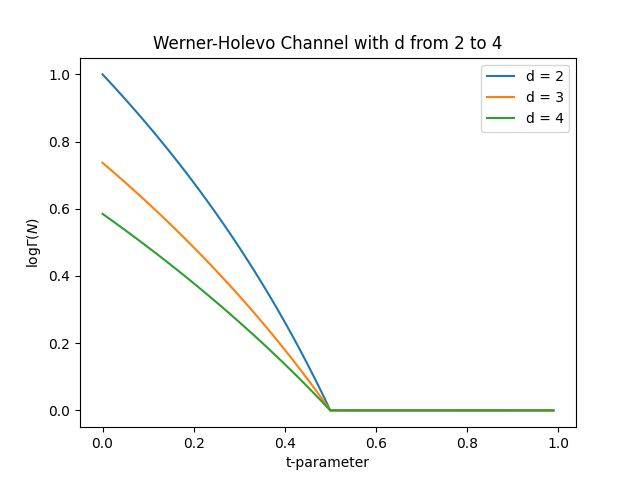 Werner-Holevo Channel with d from 2 to 4
d = 2
d = 3
d = 4
1.0
0.8
0.6
0.4
0.2
0.0
logΓ(N)
0.0 0.2 0.4 0.6 0.8 1.0
t-parameter